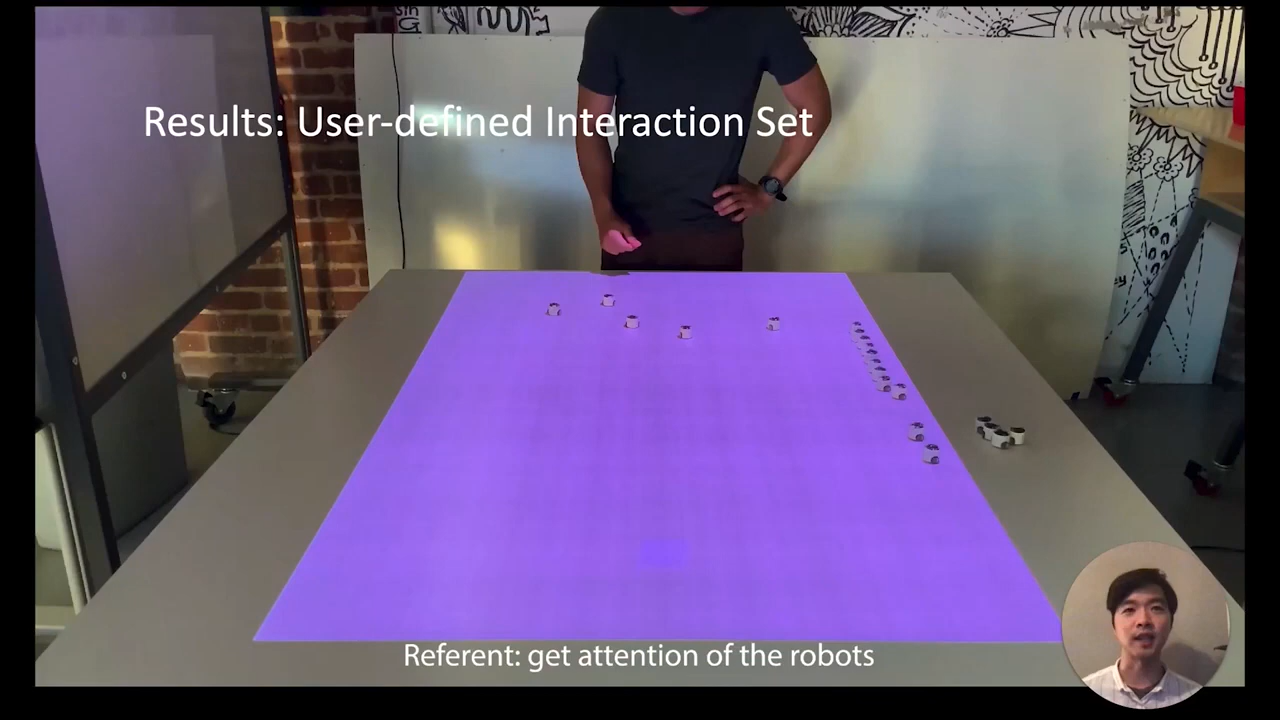 Results: User-defined Interaction Set
Referent: get attention of the robots